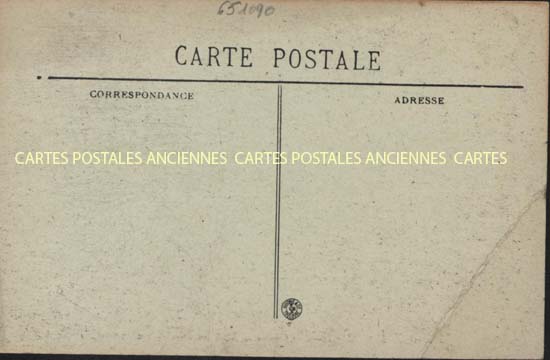 651090
CARTE POSTALE
CORRESPONDANCE
ADRESSE
CARTES POSTALES ANCIENNES CARTES POSTALES ANCIENNES CARTES